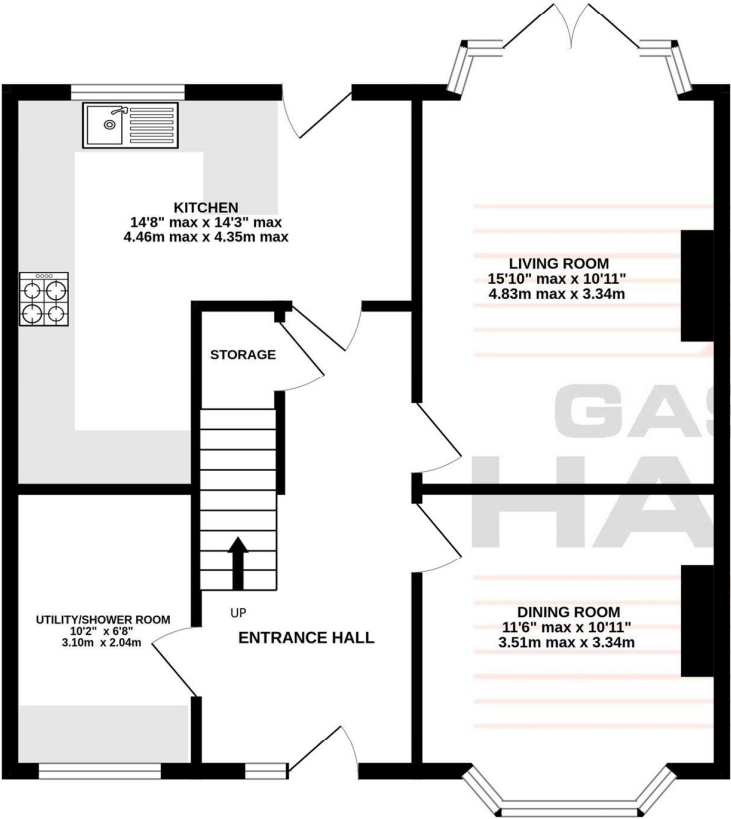 KITCHEN
14'8" max x 14'3" max
4.46m max x 4.35m max
LIVING ROOM
15'10" max x 10'11"
4.83m max x 3.34m
STORAGE
GAS
HA
UTILITY/SHOWER ROOM
10'2" x 6'8"
3.10m x 2.04m
UP
ENTRANCE HALL
DINING ROOM
11'6" max x 10'11"
3.51m max x 3.34m